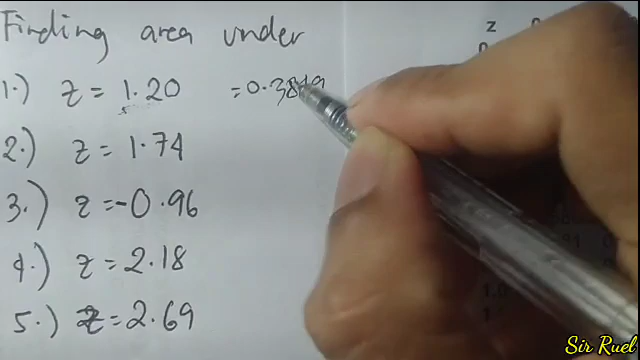 Finding area under
1.) z = 1.20 = 0.3849
2.) z = 1.74
3.) z = -0.96
4.) z = 2.18
5.) z = 2.69
z
Sir Ruel